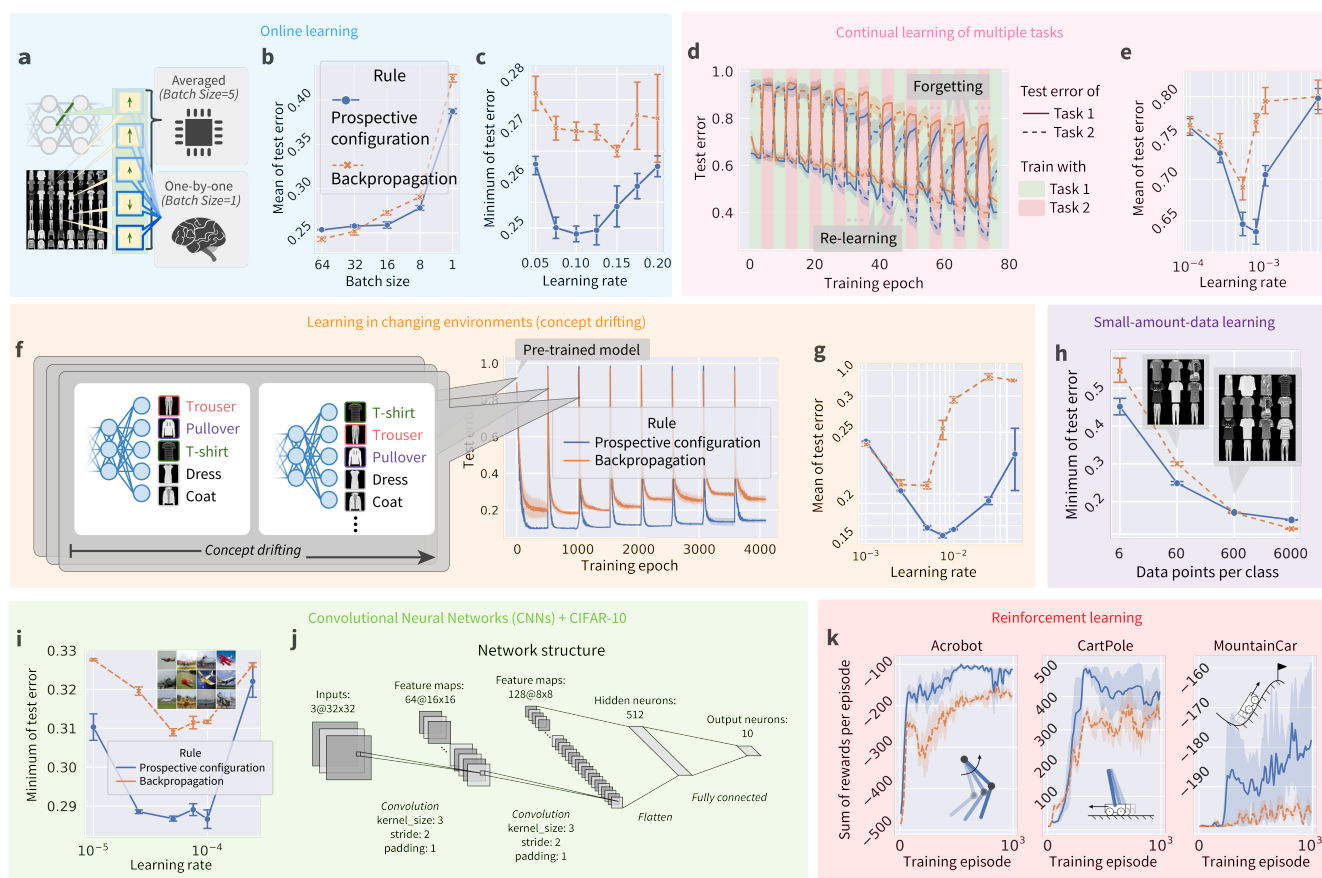 Online learning
a
Averaged
(Batch Size=5)
One-by-one
(Batch Size=1)
b
Mean of test error
0.40
0.35
0.30
0.25
Rule
Prospective
configuration
Backpropagation
64 32 16 8 1
Batch size
c
Minimum of test error
0.28
0.27
0.26
0.25
0.05 0.10 0.15 0.20
Learning rate
Continual learning of multiple tasks
d
Test error
1.0
0.8
0.6
0.4
Forgetting
Re-learning
0 20 40 60 80
Training epoch
Test error of
Task 1
Task 2
Train with
Task 1
Task 2
e
Mean of test error
0.80
0.75
0.70
0.65
10⁻⁴ 10⁻³
Learning rate
Learning in changing environments (concept drifting)
f
Trouser
Pullover
T-shirt
Dress
Coat
T-shirt
Trouser
Pullover
Dress
Coat
Concept drifting
Pre-trained model
Test error
1.0
0.8
0.6
0.4
0.2
Rule
Prospective configuration
Backpropagation
0 1000 2000 3000 4000
Training epoch
g
Mean of test error
1.0
0.3
0.25
0.2
0.15
10⁻³ 10⁻²
Learning rate
Small-amount-data learning
h
Minimum of test error
0.5
0.4
0.3
0.2
6 60 600 6000
Data points per class
Convolutional Neural Networks (CNNs) + CIFAR-10
i
Minimum of test error
0.33
0.32
0.31
0.30
0.29
Rule
Prospective configuration
Backpropagation
10⁻⁵ 10⁻⁴
Learning rate
j
Network structure
Inputs:
3@32x32
Feature maps:
64@16x16
Feature maps:
128@8x8
Hidden neurons:
512
Output neurons:
10
Convolution
kernel_size: 3
stride: 2
padding: 1
Convolution
kernel_size: 3
stride: 2
padding: 1
Flatten
Fully connected
Reinforcement learning
k
Sum of rewards per episode
Acrobot
−100
−200
−300
−400
−500
0 10³
Training episode
CartPole
500
400
300
200
100
0 10³
Training episode
MountainCar
−160
−170
−180
−190
0 10³
Training episode